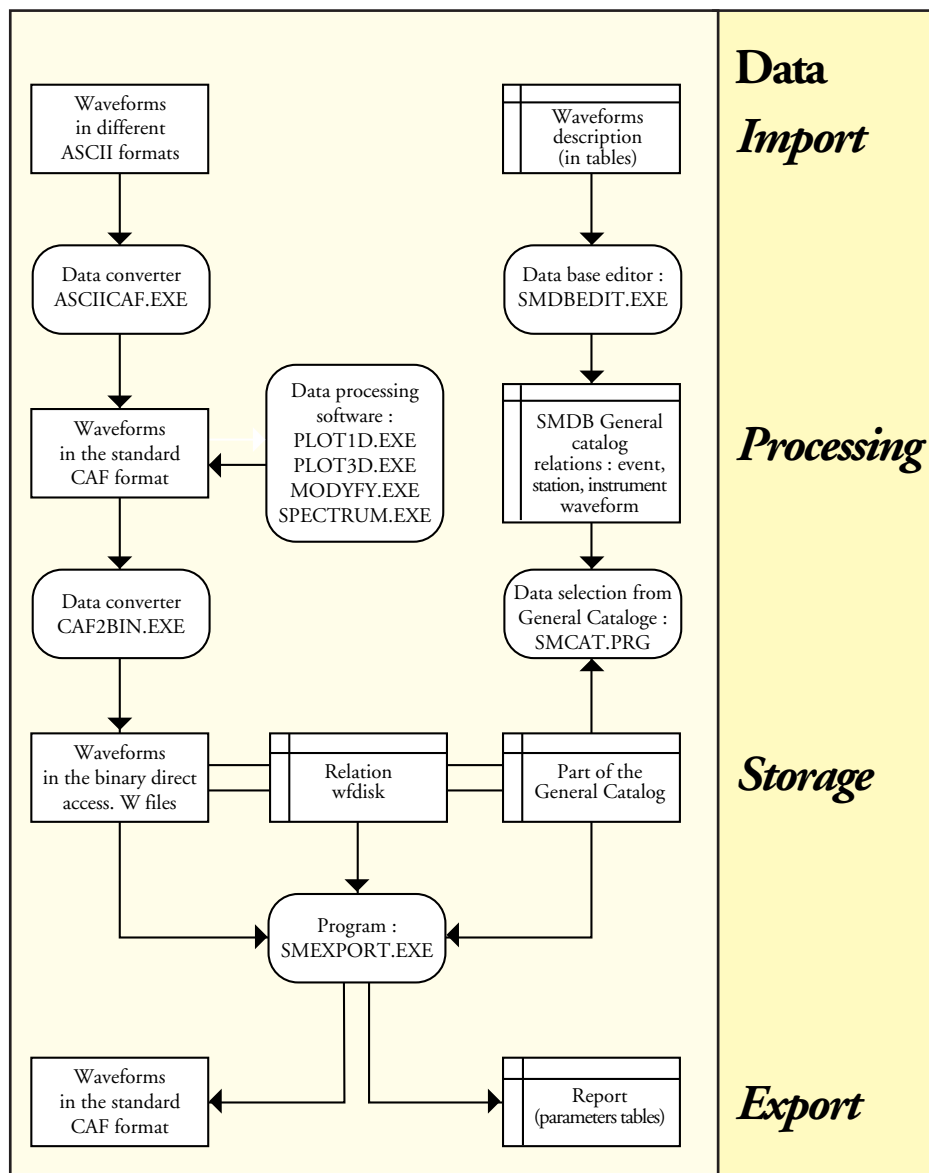 Data
Import
Waveforms
in different
ASCII formats
Waveforms
description
(in tables)
Data converter
ASCIICAF.EXE
Data base editor :
SMDBEDIT.EXE
Processing
Waveforms
in the standard
CAF format
Data processing
software :
PLOT1D.EXE
PLOT3D.EXE
MODYFY.EXE
SPECTRUM.EXE
SMDB General
catalog
relations : event,
station, instrument
waveform
Data converter
CAF2BIN.EXE
Data selection from
General Cataloge :
SMCAT.PRG
Storage
Waveforms
in the binary direct
access. W files
Relation
wfdisk
Part of the
General Catalog
Program :
SMEXPORT.EXE
Export
Waveforms
in the standard
CAF format
Report
(parameters tables)